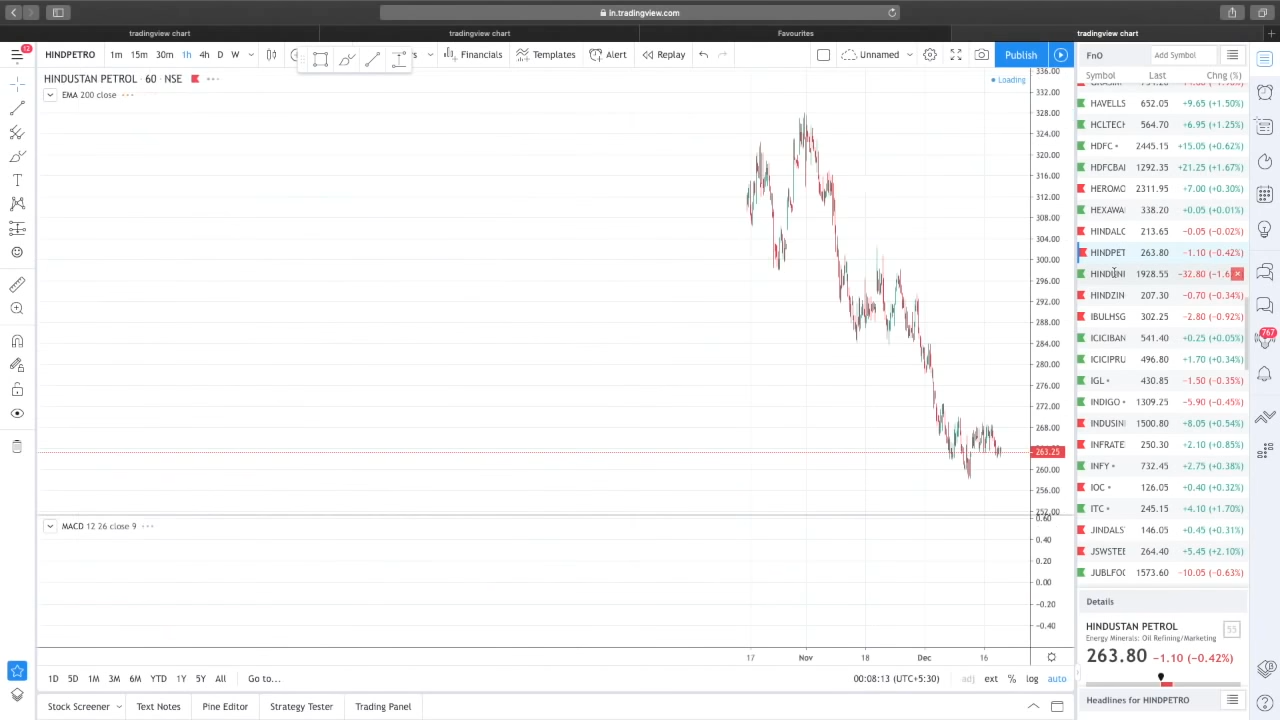 in.tradingview.com
tradingview chart
tradingview chart
Favourites
tradingview chart
12
HINDPETRO 1m 15m 30m 1h 4h D W Financials Templates Alert Replay Unnamed Publish
FnO Add Symbol
Symbol Last Chng (%)
HINDUSTAN PETROL · 60 · NSE
Loading
EMA 200 close
336.00
332.00
328.00
324.00
320.00
316.00
312.00
308.00
304.00
300.00
296.00
292.00
288.00
284.00
280.00
276.00
272.00
268.00
263.25
260.00
256.00
252.00
HAVELLS 652.05 +9.65 (+1.50%)
HCLTECH 564.70 +6.95 (+1.25%)
HDFC 2445.15 +15.05 (+0.62%)
HDFCBAI 1292.35 +21.25 (+1.67%)
HEROMO 2311.95 +7.00 (+0.30%)
HEXAWA 338.20 +0.05 (+0.01%)
HINDALC 213.65 −0.05 (−0.02%)
HINDPET 263.80 −1.10 (−0.42%)
1928.55 −32.80 (−1.6
HINDZIN 207.30 −0.70 (−0.34%)
IBULHSG 302.25 −2.80 (−0.92%)
ICICIBAN 541.40 +0.25 (+0.05%)
ICICIPRU 496.80 +1.70 (+0.34%)
IGL 430.85 −1.50 (−0.35%)
INDIGO 1309.25 −5.90 (−0.45%)
INDUSIN 1500.80 +8.05 (+0.54%)
INFRATE 250.30 +2.10 (+0.85%)
INFY 732.45 +2.75 (+0.38%)
IOC 126.05 +0.40 (+0.32%)
ITC 245.15 +4.10 (+1.70%)
JINDALS 146.05 +0.45 (+0.31%)
JSWSTEE 264.40 +5.45 (+2.10%)
JUBLFOO 1573.60 −10.05 (−0.63%)
767
MACD 12 26 close 9
0.60
0.40
0.20
0.00
−0.20
−0.40
17 Nov 18 Dec 16
Details
HINDUSTAN PETROL
55
Energy Minerals: Oil Refining/Marketing
263.80 −1.10 (−0.42%)
Headlines for HINDPETRO
1D 5D 1M 3M 6M YTD 1Y 5Y All Go to...
00:08:13 (UTC+5:30) adj ext % log auto
Stock Screener Text Notes Pine Editor Strategy Tester Trading Panel